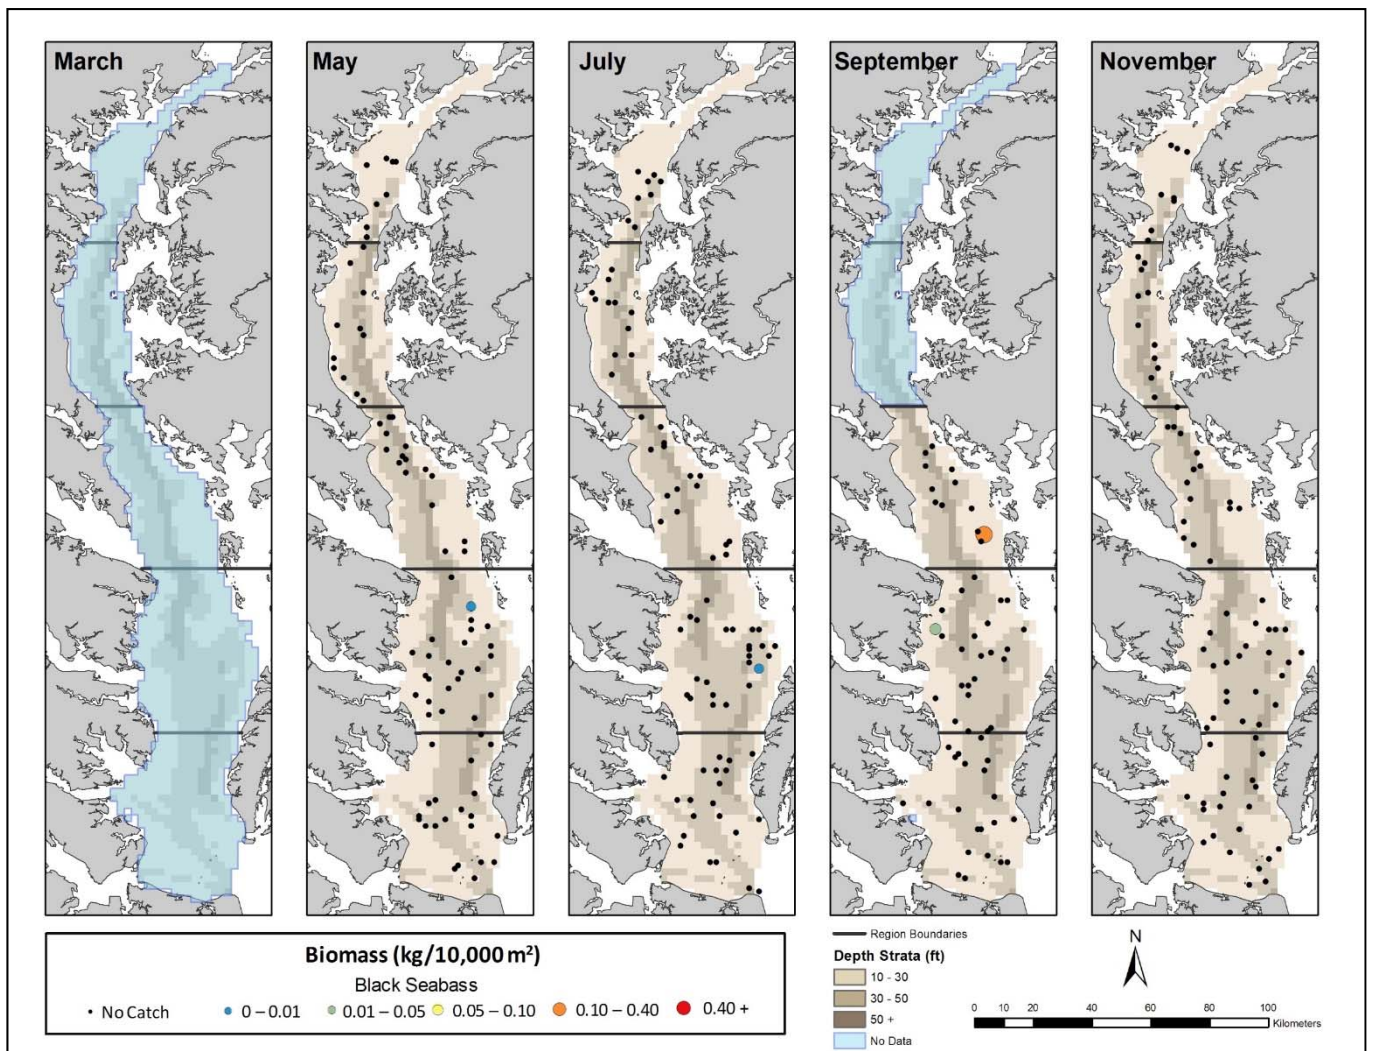 March
May
July
September
November
Biomass (kg/10,000 m²)
Black Seabass
No Catch
0 – 0.01
0.01 – 0.05
0.05 – 0.10
0.10 – 0.40
0.40 +
Region Boundaries
Depth Strata (ft)
10 - 30
30 - 50
50 +
No Data
N
0 20 40 60 80 100
Kilometers